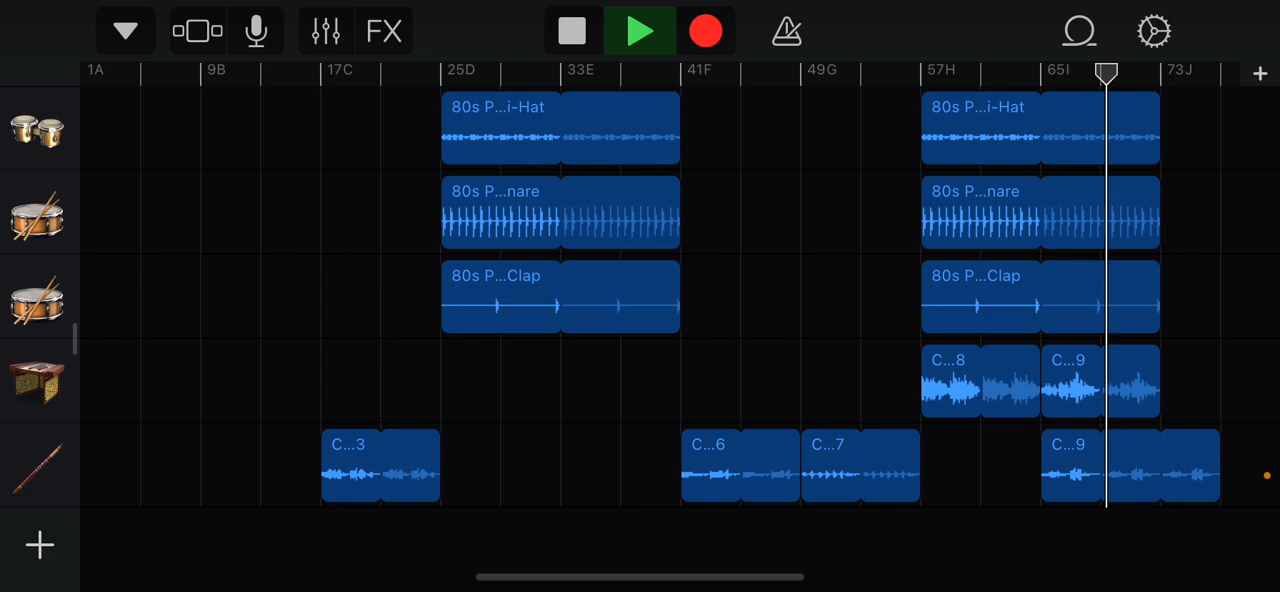 FX
1A 9B 17C 25D 33E 41F 49G 57H 65I 73J
80s P...i-Hat 80s P...i-Hat
80s P...nare 80s P...nare
80s P...Clap 80s P...Clap
C...8 C...9
C...3 C...6 C...7 C...9